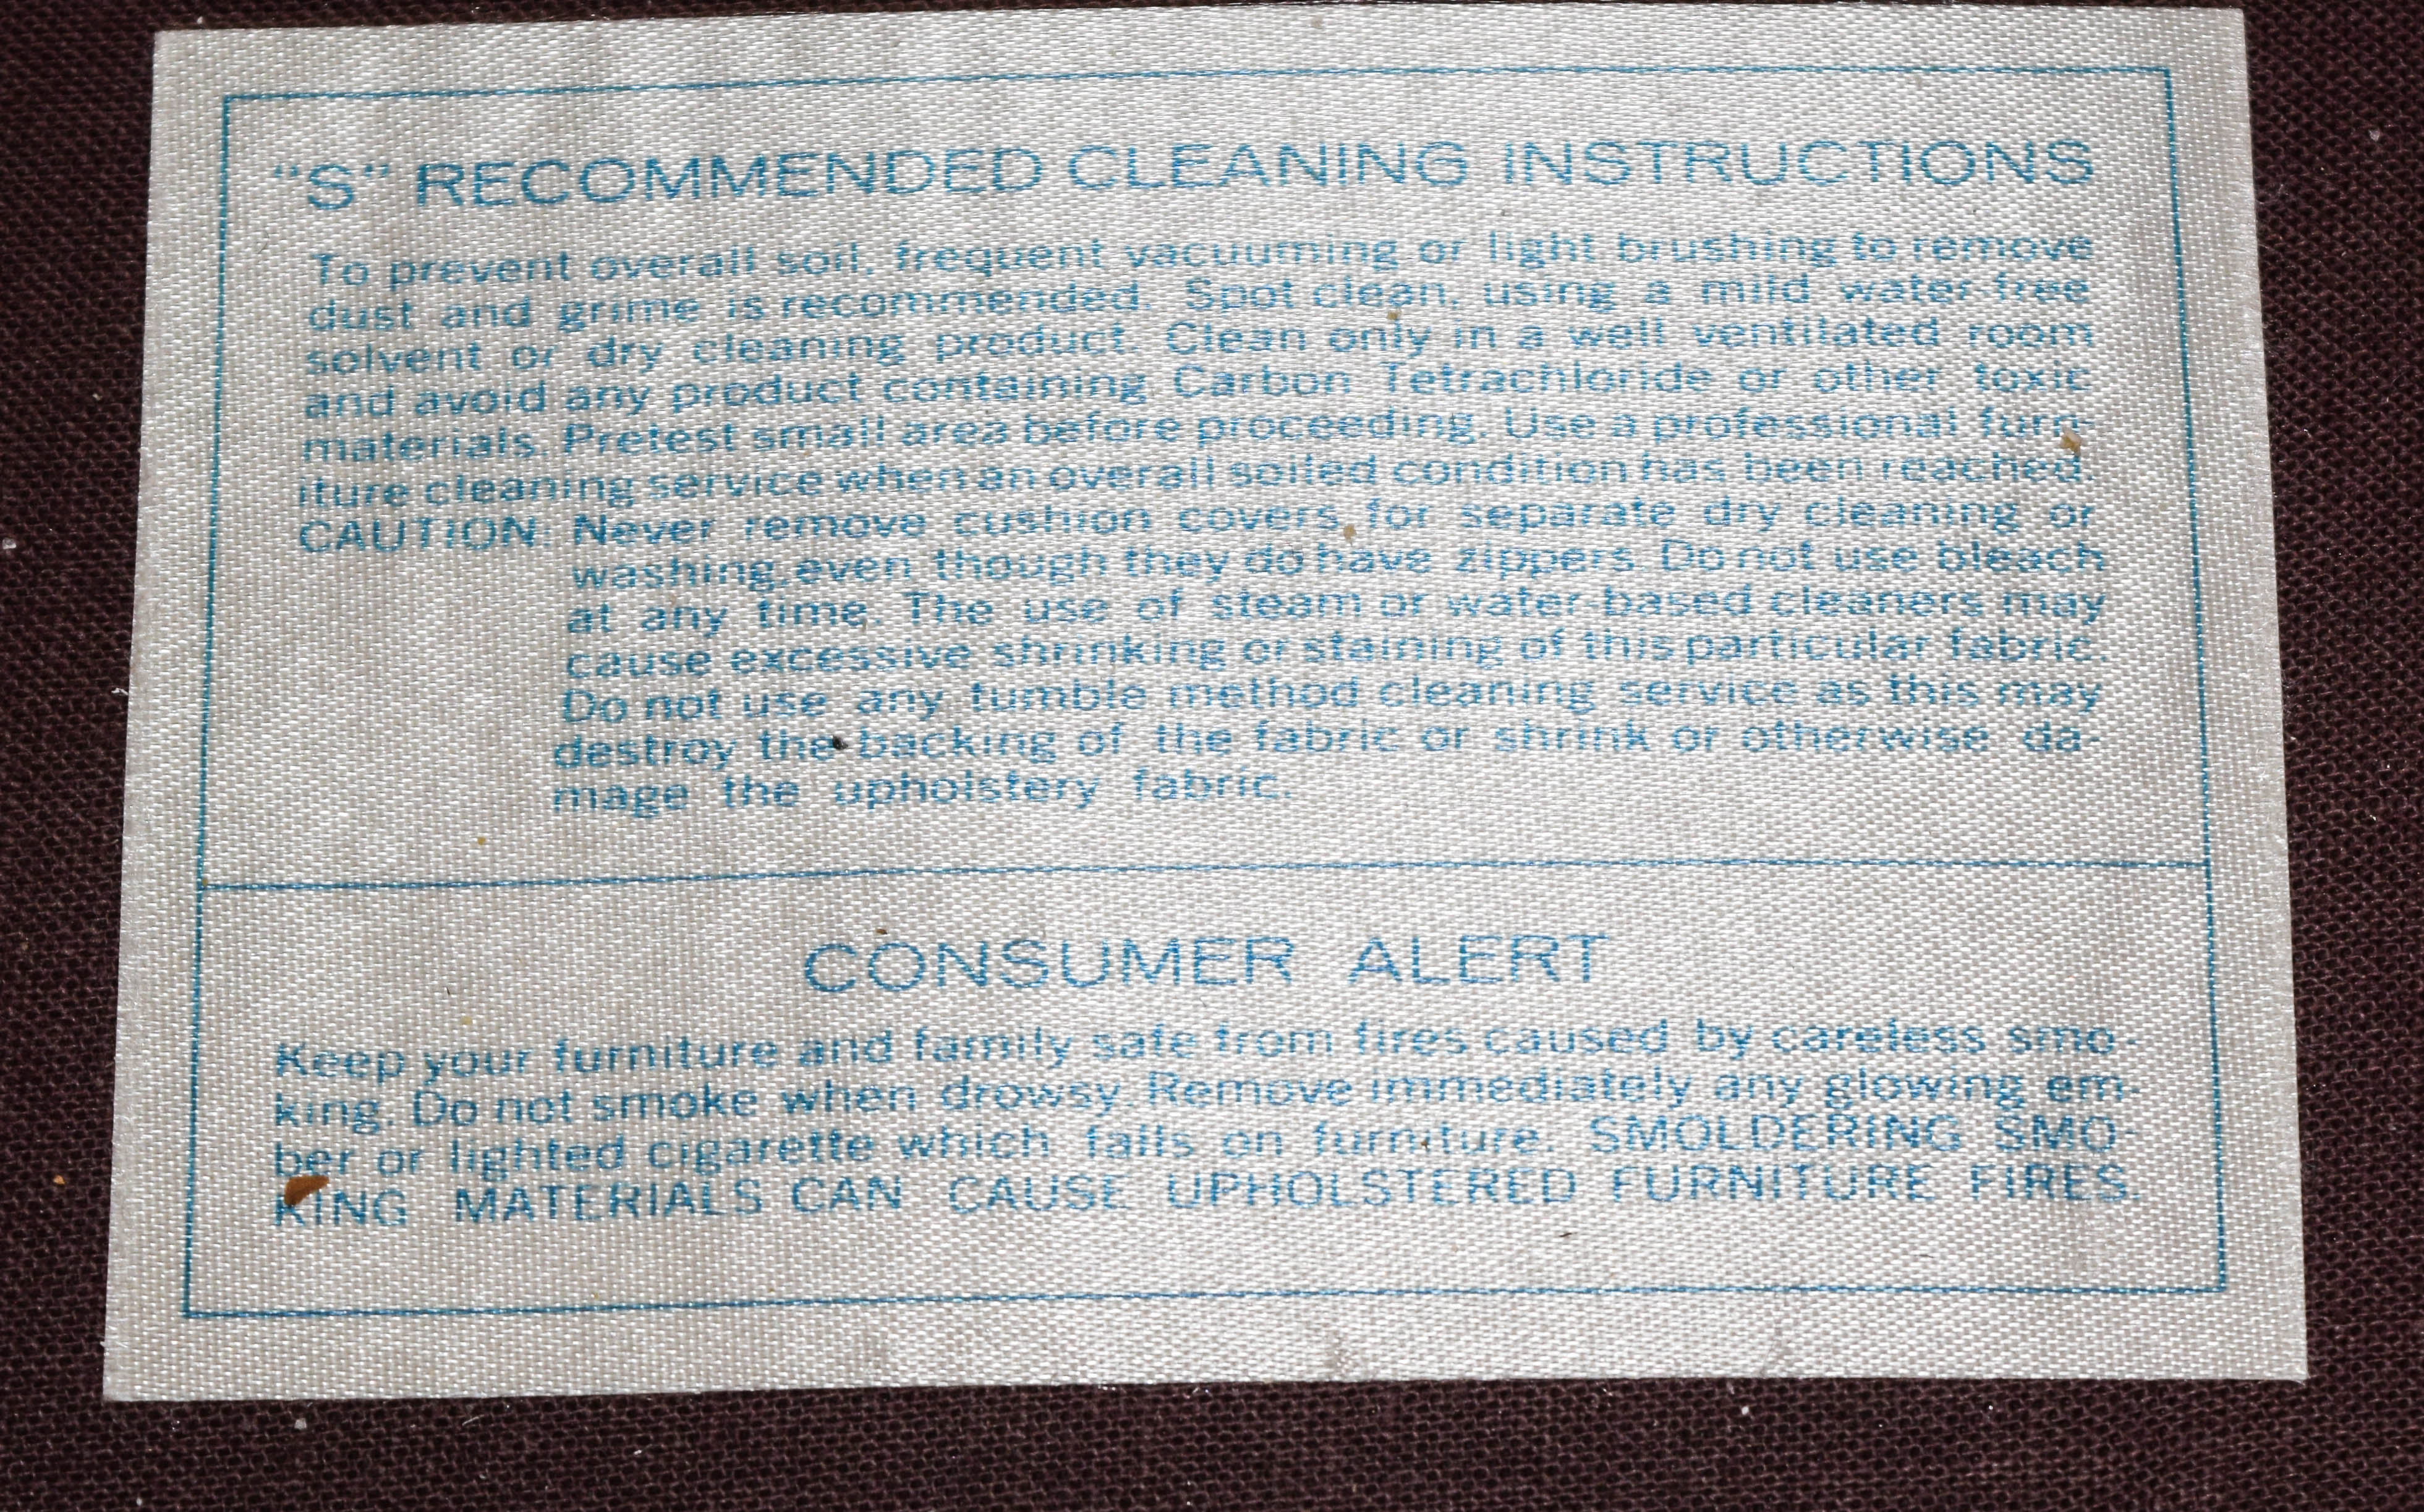 "S" RECOMMENDED CLEANING INSTRUCTIONS
To prevent overall soil, frequent vacuuming or light brushing to remove
dust and grime is recommended. Spot clean, using a mild water-free
solvent or dry cleaning product. Clean only in a well ventilated room
and avoid any product containing Carbon Tetrachloride or other toxic
materials. Pretest small area before proceeding. Use a professional furn-
iture cleaning service when an overall soiled condition has been reached.
CAUTION: Never remove cushion covers for separate dry cleaning or
washing, even though they do have zippers. Do not use bleach
at any time. The use of steam or water-based cleaners may
cause excessive shrinking or staining of this particular fabric.
Do not use any tumble method cleaning service as this may
destroy the backing of the fabric or shrink or otherwise da-
mage the upholstery fabric.
CONSUMER ALERT
Keep your furniture and family safe from fires caused by careless smo-
king. Do not smoke when drowsy. Remove immediately any glowing em-
ber or lighted cigarette which falls on furniture. SMOLDERING SMO-
KING MATERIALS CAN CAUSE UPHOLSTERED FURNITURE FIRES.